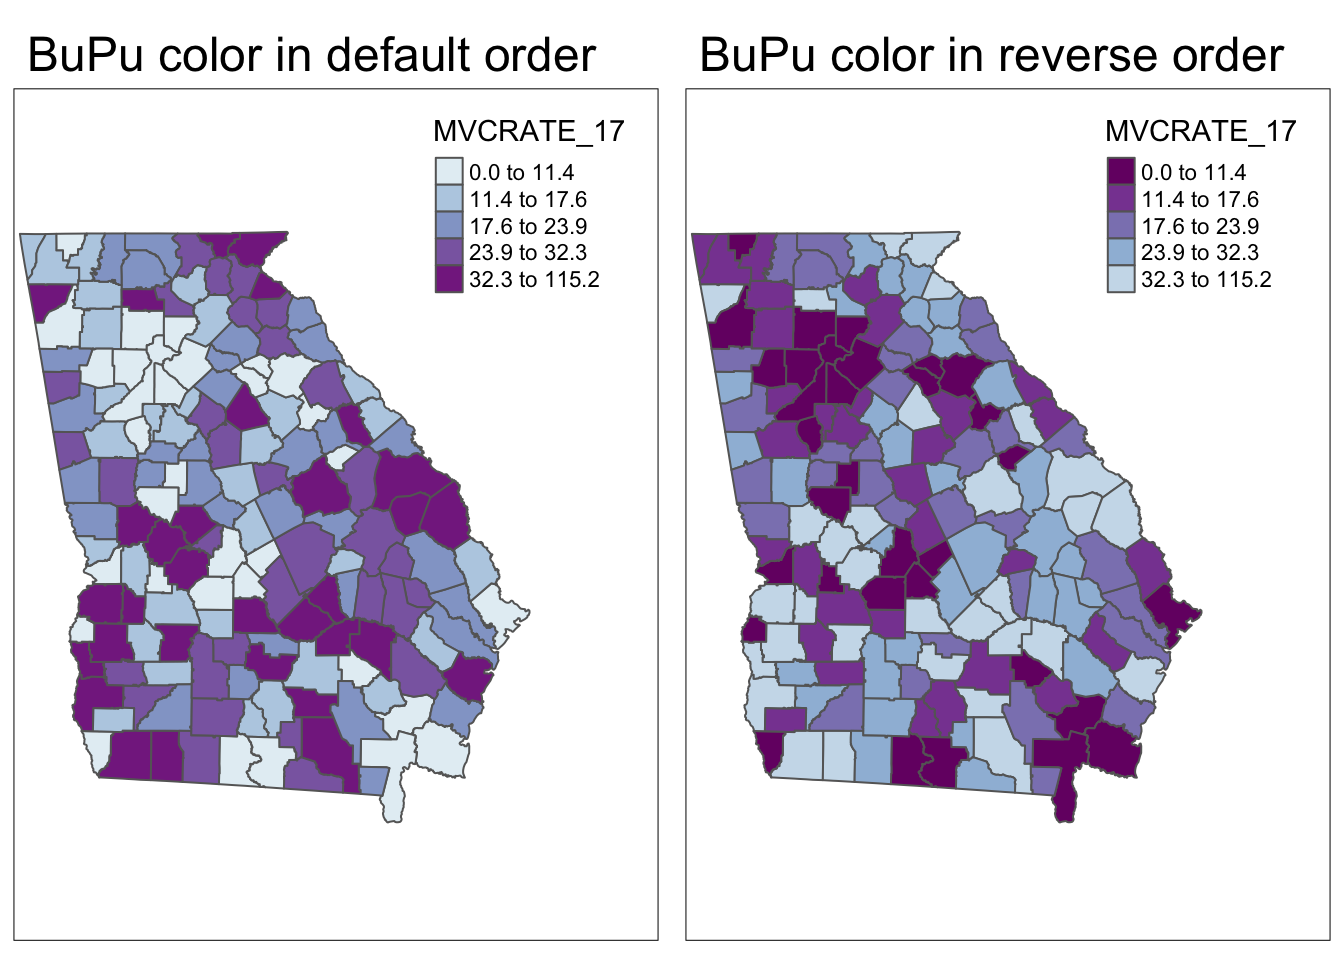 BuPu color in default order
MVCRATE_17
0.0 to 11.4
11.4 to 17.6
17.6 to 23.9
23.9 to 32.3
32.3 to 115.2
BuPu color in reverse order
MVCRATE_17
0.0 to 11.4
11.4 to 17.6
17.6 to 23.9
23.9 to 32.3
32.3 to 115.2